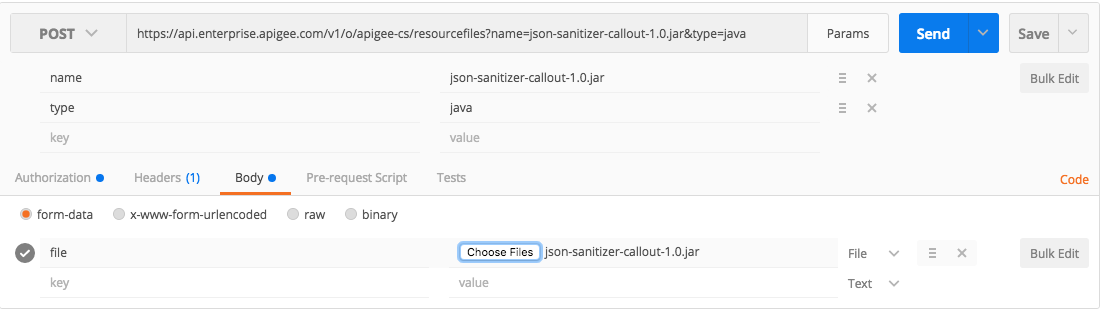 POST https://api.enterprise.apigee.com/v1/o/apigee-cs/resourcefiles?name=json-sanitizer-callout-1.0.jar&type=java Params Send Save
name json-sanitizer-callout-1.0.jar Bulk Edit
type java
key value
Authorization Headers (1) Body Pre-request Script Tests Code
form-data x-www-form-urlencoded raw binary
file Choose Files json-sanitizer-callout-1.0.jar File Bulk Edit
key value Text